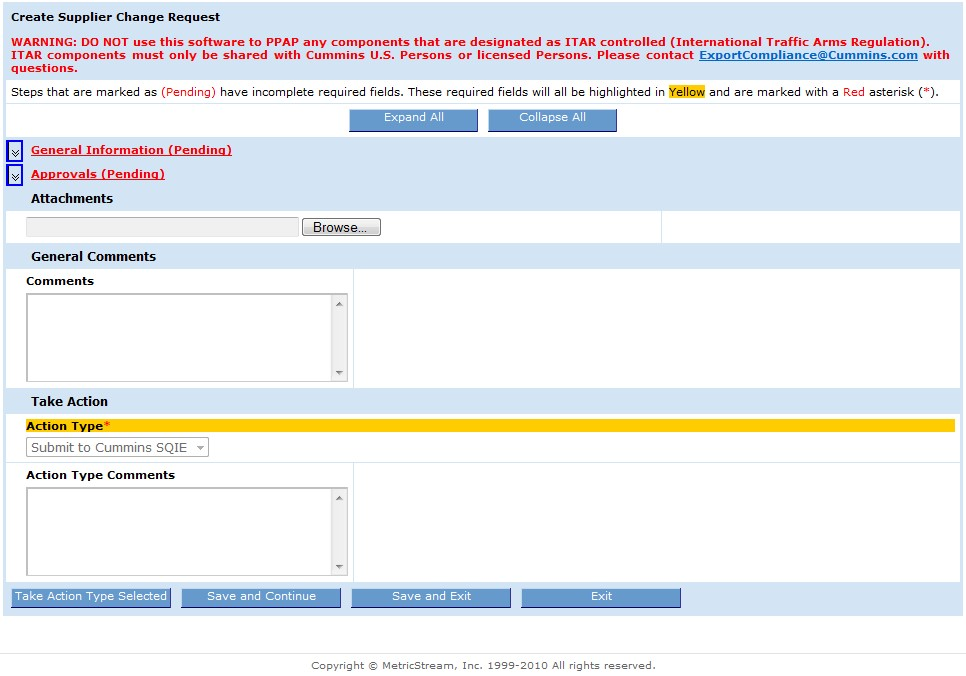 Create Supplier Change Request
WARNING: DO NOT use this software to PPAP any components that are designated as ITAR controlled (International Traffic Arms Regulation).
ITAR components must only be shared with Cummins U.S. Persons or licensed Persons. Please contact ExportCompliance@Cummins.com with
questions.
Steps that are marked as (Pending) have incomplete required fields. These required fields will all be highlighted in Yellow and are marked with a Red asterisk (*).
Expand All Collapse All
General Information (Pending)
Approvals (Pending)
Attachments
Browse...
General Comments
Comments
Take Action
Action Type*
Submit to Cummins SQIE
Action Type Comments
Take Action Type Selected Save and Continue Save and Exit Exit
Copyright © MetricStream, Inc. 1999-2010 All rights reserved.